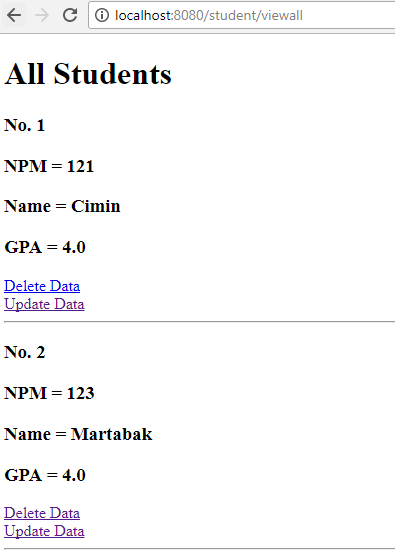 localhost:8080/student/viewall
All Students
No. 1
NPM = 121
Name = Cimin
GPA = 4.0
Delete Data
Update Data
No. 2
NPM = 123
Name = Martabak
GPA = 4.0
Delete Data
Update Data